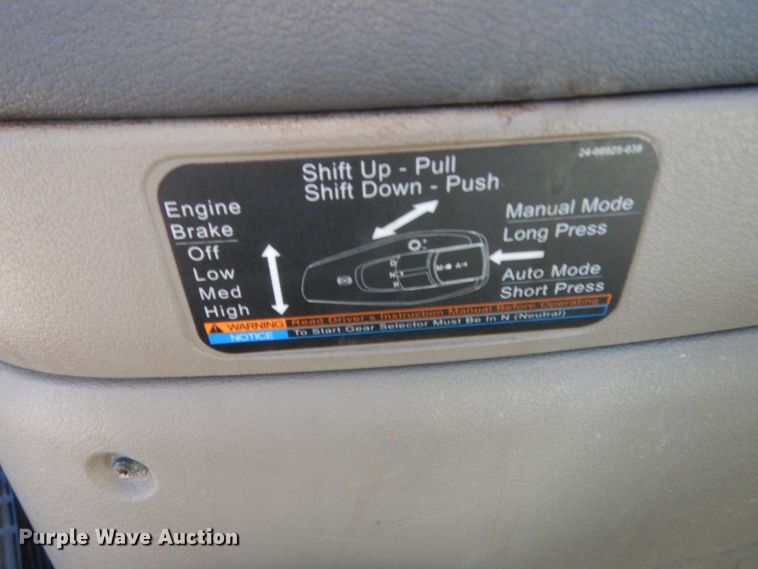 24-00925-038
Shift Up - Pull
Shift Down - Push
Engine
Brake
Off
Low
Med
High
Manual Mode
Long Press
Auto Mode
Short Press
D
N
R
WARNING Read Driver's Instruction Manual Before Operating
NOTICE To Start Gear Selector Must Be In N (Neutral)
Purple Wave Auction